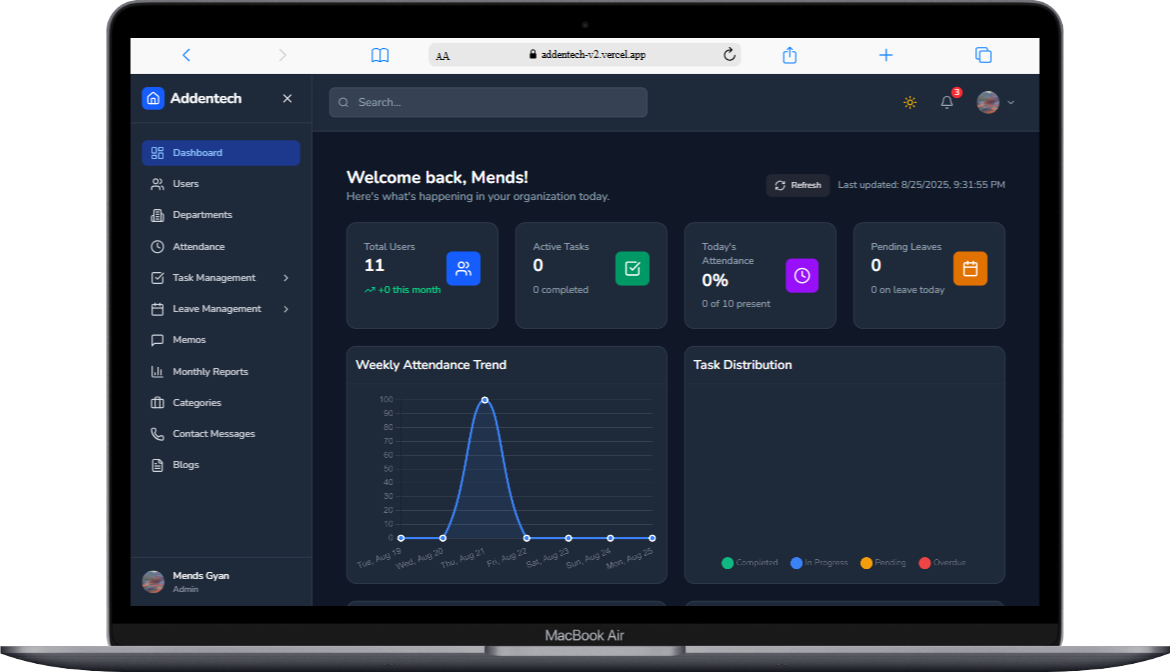 AA addentech-v2.vercel.app
Addentech
Search...
3
Dashboard
Users
Departments
Attendance
Task Management
Leave Management
Memos
Monthly Reports
Categories
Contact Messages
Blogs
Mends Gyan
Admin
Welcome back, Mends!
Here's what's happening in your organization today.
Refresh
Last updated: 8/25/2025, 9:31:55 PM
Total Users
11
+0 this month
Active Tasks
0
0 completed
Today's
Attendance
0%
0 of 10 present
Pending Leaves
0
0 on leave today
Weekly Attendance Trend
100
90
80
70
60
50
40
30
20
10
0
Tue, Aug 19
Wed, Aug 20
Thu, Aug 21
Fri, Aug 22
Sat, Aug 23
Sun, Aug 24
Mon, Aug 25
Task Distribution
Completed
In Progress
Pending
Overdue
MacBook Air